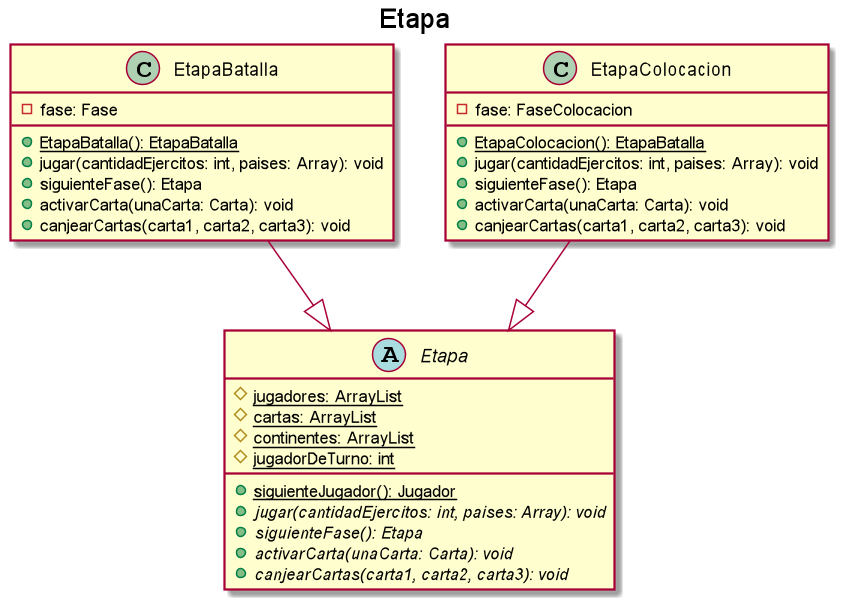 Etapa
C EtapaBatalla
fase: Fase
EtapaBatalla(): EtapaBatalla
jugar(cantidadEjercitos: int, paises: Array): void
siguienteFase(): Etapa
activarCarta(unaCarta: Carta): void
canjearCartas(carta1, carta2, carta3): void
C EtapaColocacion
fase: FaseColocacion
EtapaColocacion(): EtapaBatalla
jugar(cantidadEjercitos: int, paises: Array): void
siguienteFase(): Etapa
activarCarta(unaCarta: Carta): void
canjearCartas(carta1, carta2, carta3): void
A Etapa
jugadores: ArrayList
cartas: ArrayList
continentes: ArrayList
jugadorDeTurno: int
siguienteJugador(): Jugador
jugar(cantidadEjercitos: int, paises: Array): void
siguienteFase(): Etapa
activarCarta(unaCarta: Carta): void
canjearCartas(carta1, carta2, carta3): void